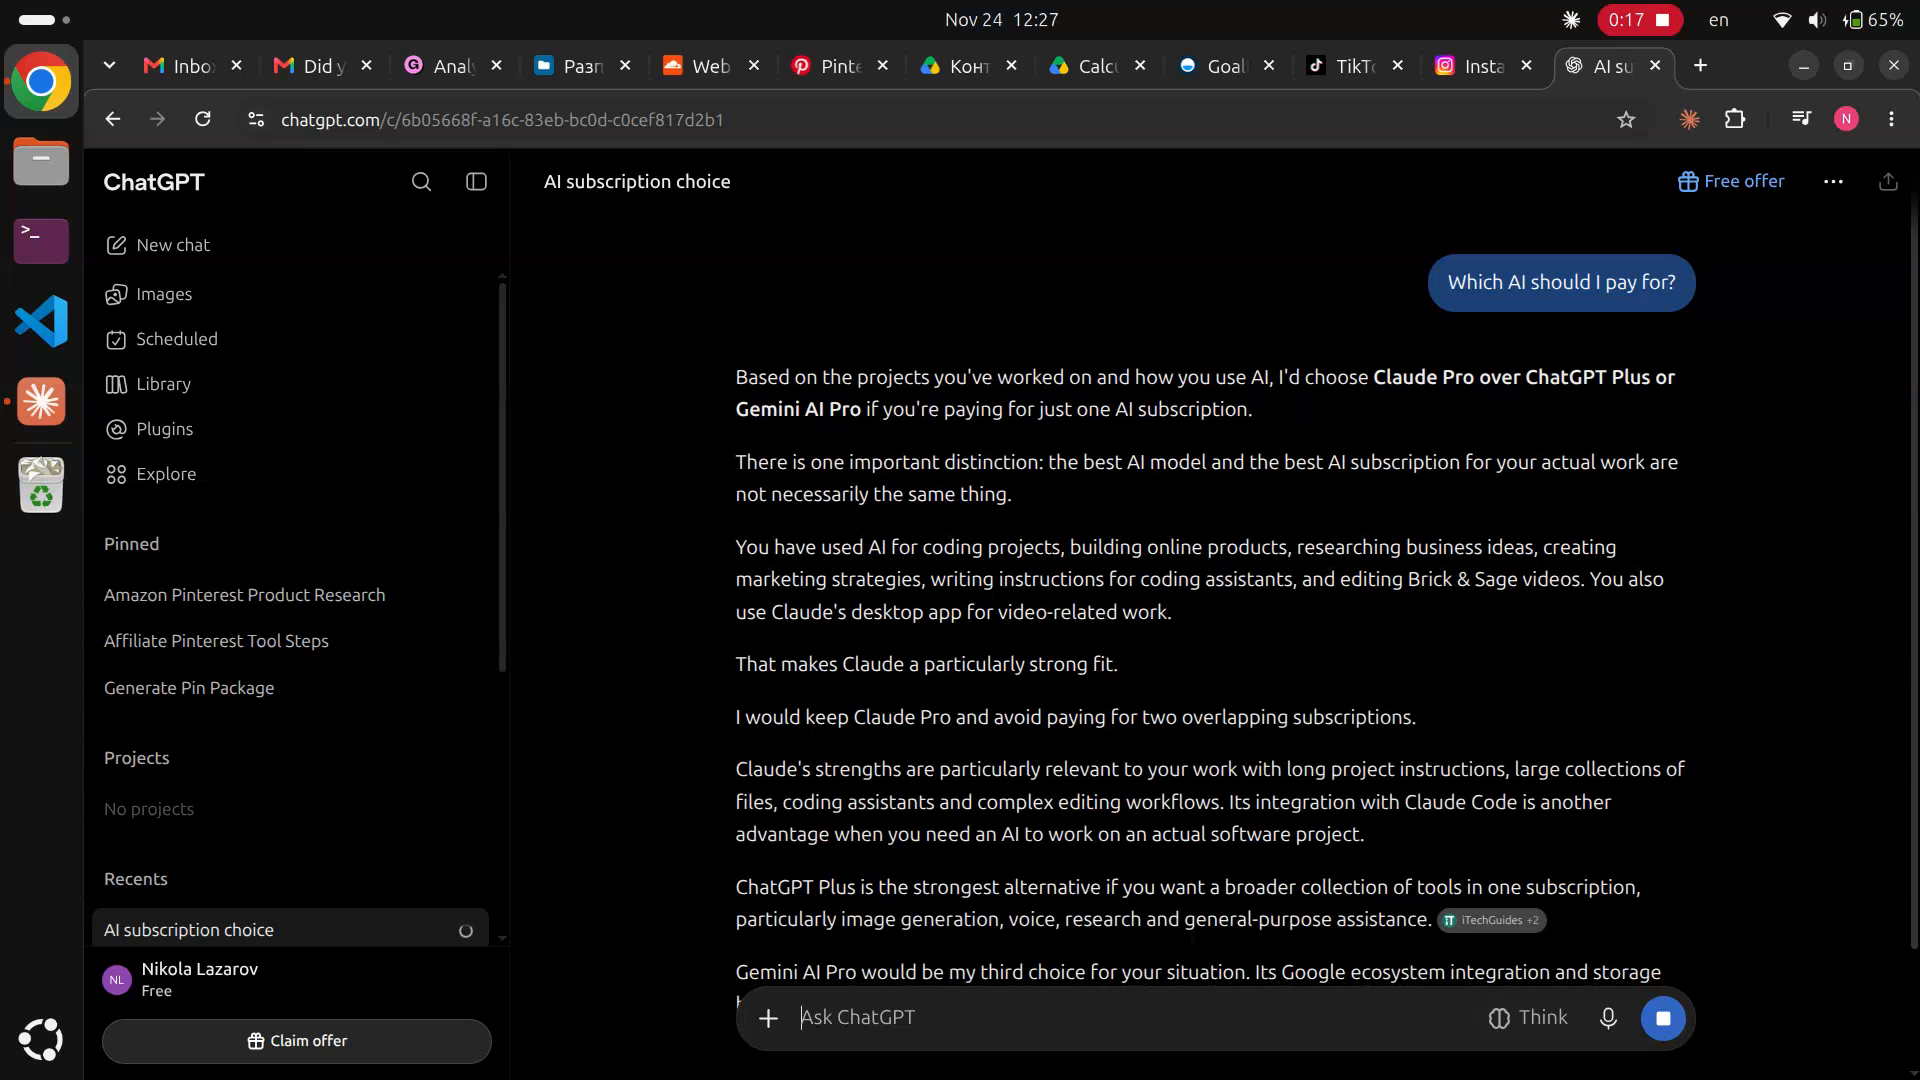 Nov 24 12:27
0:17
en
65%
Inbo
Did y
Analy
Разп
Web
Pinte
Конт
Calcu
Goal
TikTo
Insta
AI su
chatgpt.com/c/6b05668f-a16c-83eb-bc0d-c0cef817d2b1
N
ChatGPT
AI subscription choice
Free offer
New chat
Images
Scheduled
Library
Plugins
Explore
Pinned
Amazon Pinterest Product Research
Affiliate Pinterest Tool Steps
Generate Pin Package
Projects
No projects
Recents
AI subscription choice
NL
Nikola Lazarov
Free
Claim offer
Which AI should I pay for?
Based on the projects you've worked on and how you use AI, I'd choose Claude Pro over ChatGPT Plus or
Gemini AI Pro if you're paying for just one AI subscription.
There is one important distinction: the best AI model and the best AI subscription for your actual work are
not necessarily the same thing.
You have used AI for coding projects, building online products, researching business ideas, creating
marketing strategies, writing instructions for coding assistants, and editing Brick & Sage videos. You also
use Claude's desktop app for video-related work.
That makes Claude a particularly strong fit.
I would keep Claude Pro and avoid paying for two overlapping subscriptions.
Claude's strengths are particularly relevant to your work with long project instructions, large collections of
files, coding assistants and complex editing workflows. Its integration with Claude Code is another
advantage when you need an AI to work on an actual software project.
ChatGPT Plus is the strongest alternative if you want a broader collection of tools in one subscription,
particularly image generation, voice, research and general-purpose assistance. iTechGuides +2
Gemini AI Pro would be my third choice for your situation. Its Google ecosystem integration and storage
Ask ChatGPT
Think